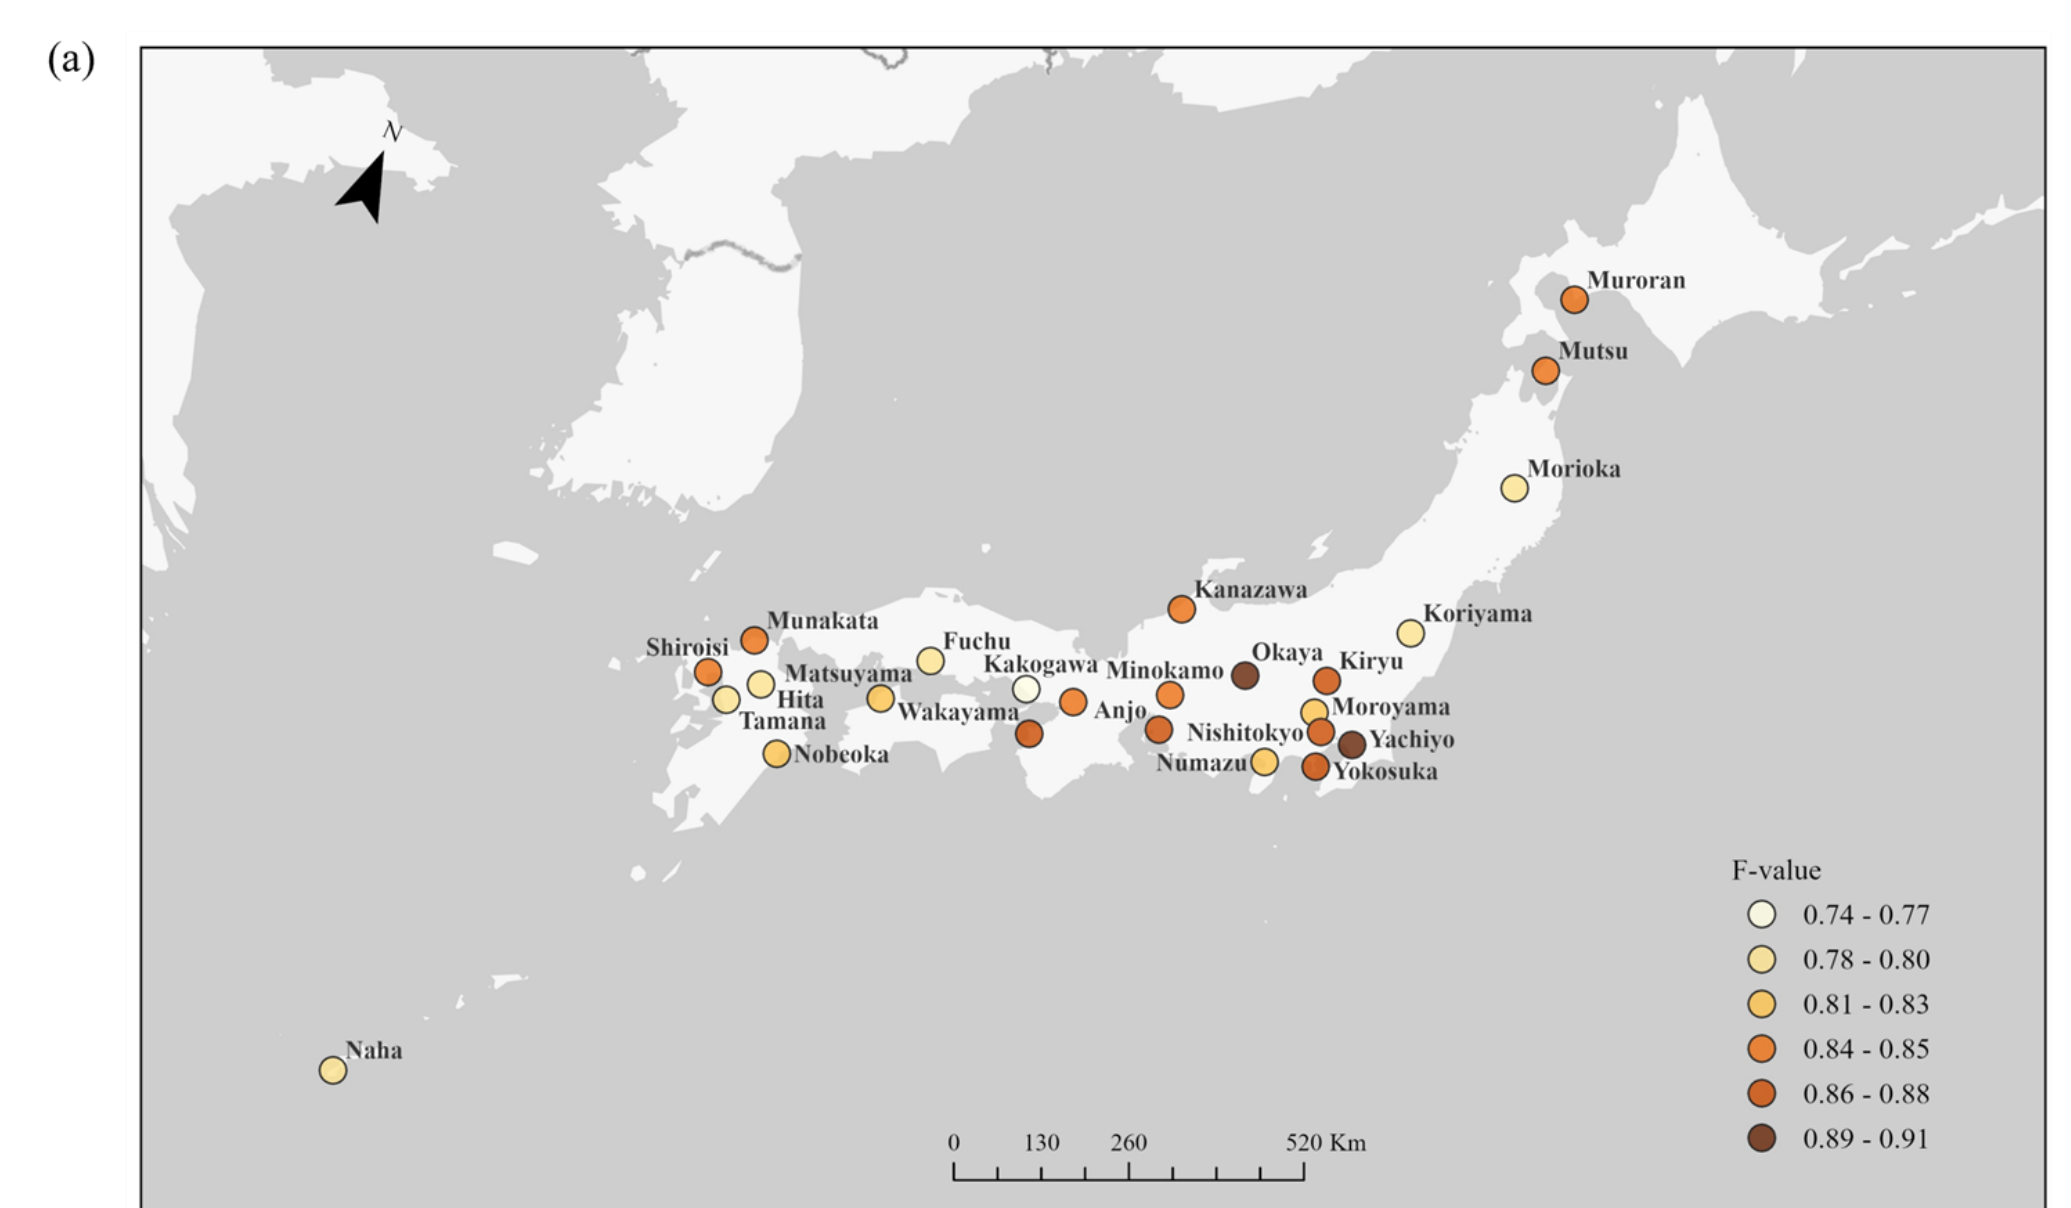 (a)
N
Muroran
Mutsu
Morioka
Kanazawa
Koriyama
Munakata
Shiroisi
Fuchu
Okaya
Kiryu
Kakogawa
Minokamo
Matsuyama
Hita
Wakayama
Anjo
Moroyama
Tamana
Nishitokyo
Yachiyo
Nobeoka
Numazu
Yokosuka
F-value
0.74 - 0.77
0.78 - 0.80
0.81 - 0.83
0.84 - 0.85
0.86 - 0.88
0.89 - 0.91
Naha
0 130 260 520 Km